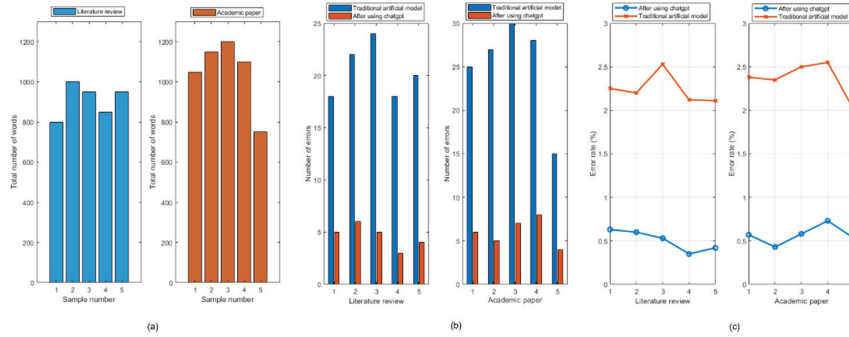 Literature review
1200
1000
800
600
400
200
0
Total number of words
1 2 3 4 5
Sample number
Academic paper
1200
1000
800
600
400
200
0
Total number of words
1 2 3 4 5
Sample number
(a)
Traditional artificial model
After using chatgpt
25
20
15
10
5
0
Number of errors
1 2 3 4 5
Literature review
Traditional artificial model
After using chatgpt
30
25
20
15
10
5
0
Number of errors
1 2 3 4 5
Academic paper
(b)
After using chatgpt
Traditional artificial model
3
2.5
2
1.5
1
0.5
0
Error rate (%)
1 2 3 4 5
Literature review
After using chatgpt
Traditional artificial model
3
2.5
2
1.5
1
0.5
0
Error rate (%)
1 2 3 4
Academic paper
(c)